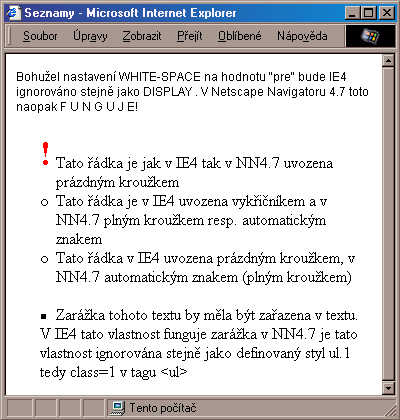 Seznamy - Microsoft Internet Explorer
Soubor Úpravy Zobrazit Přejít Oblíbené Nápověda
Bohužel nastavení WHITE-SPACE na hodnotu "pre" bude IE4
ignorováno stejně jako DISPLAY . V Netscape Navigatoru 4.7 toto
naopak F U N G U J E!
! Tato řádka je jak v IE4 tak v NN4.7 uvozena
prázdným kroužkem
Tato řádka je v IE4 uvozena vykřičníkem a v
NN4.7 plným kroužkem resp. automatickým
znakem
Tato řádka v IE4 uvozena prázdným kroužkem, v
NN4.7 automatickým znakem (plným kroužkem)
Zarážka tohoto textu by měla být zařazena v textu.
V IE4 tato vlastnost funguje zarážka v NN4.7 je tato
vlastnost ignorována stejně jako definovaný styl ul.1
tedy class=1 v tagu <ul>
Tento počítač